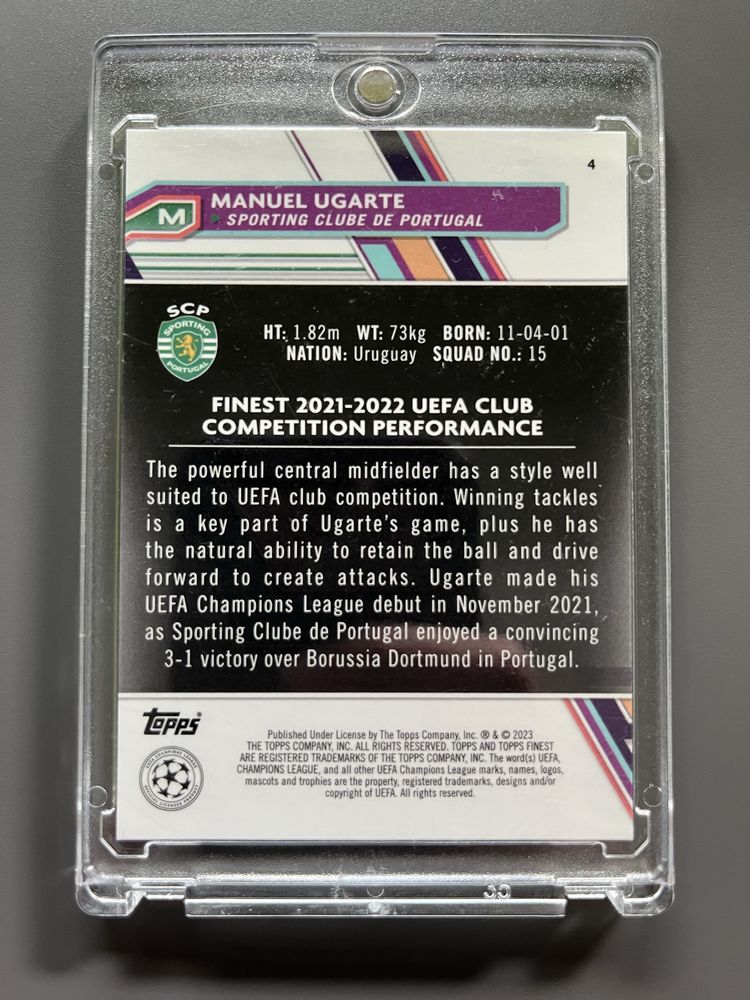 4
M
MANUEL UGARTE
SPORTING CLUBE DE PORTUGAL
SCP
SPORTING
PORTUGAL
HT: 1.82m WT: 73kg BORN: 11-04-01
NATION: Uruguay SQUAD NO.: 15
FINEST 2021-2022 UEFA CLUB
COMPETITION PERFORMANCE
The powerful central midfielder has a style well
suited to UEFA club competition. Winning tackles
is a key part of Ugarte's game, plus he has
the natural ability to retain the ball and drive
forward to create attacks. Ugarte made his
UEFA Champions League debut in November 2021,
as Sporting Clube de Portugal enjoyed a convincing
3-1 victory over Borussia Dortmund in Portugal.
Topps
Published Under License by The Topps Company, Inc. ® & © 2023
THE TOPPS COMPANY, INC. ALL RIGHTS RESERVED. TOPPS AND TOPPS FINEST
ARE REGISTERED TRADEMARKS OF THE TOPPS COMPANY, INC. The word(s) UEFA,
CHAMPIONS LEAGUE, and all other UEFA Champions League marks, names, logos,
mascots and trophies are the property, registered trademarks, designs and/or
copyright of UEFA. All rights reserved.
UEFA CHAMPIONS LEAGUE
OFFICIAL LICENSED PRODUCT